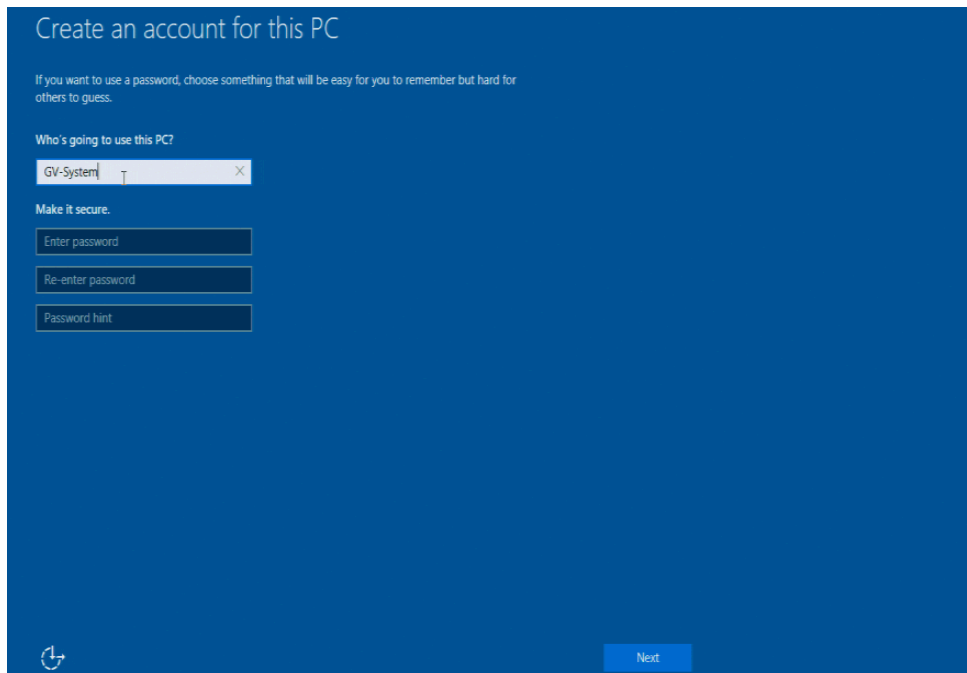 Create an account for this PC
If you want to use a password, choose something that will be easy for you to remember but hard for
others to guess.
Who's going to use this PC?
GV-System
Make it secure.
Enter password
Re-enter password
Password hint
Next